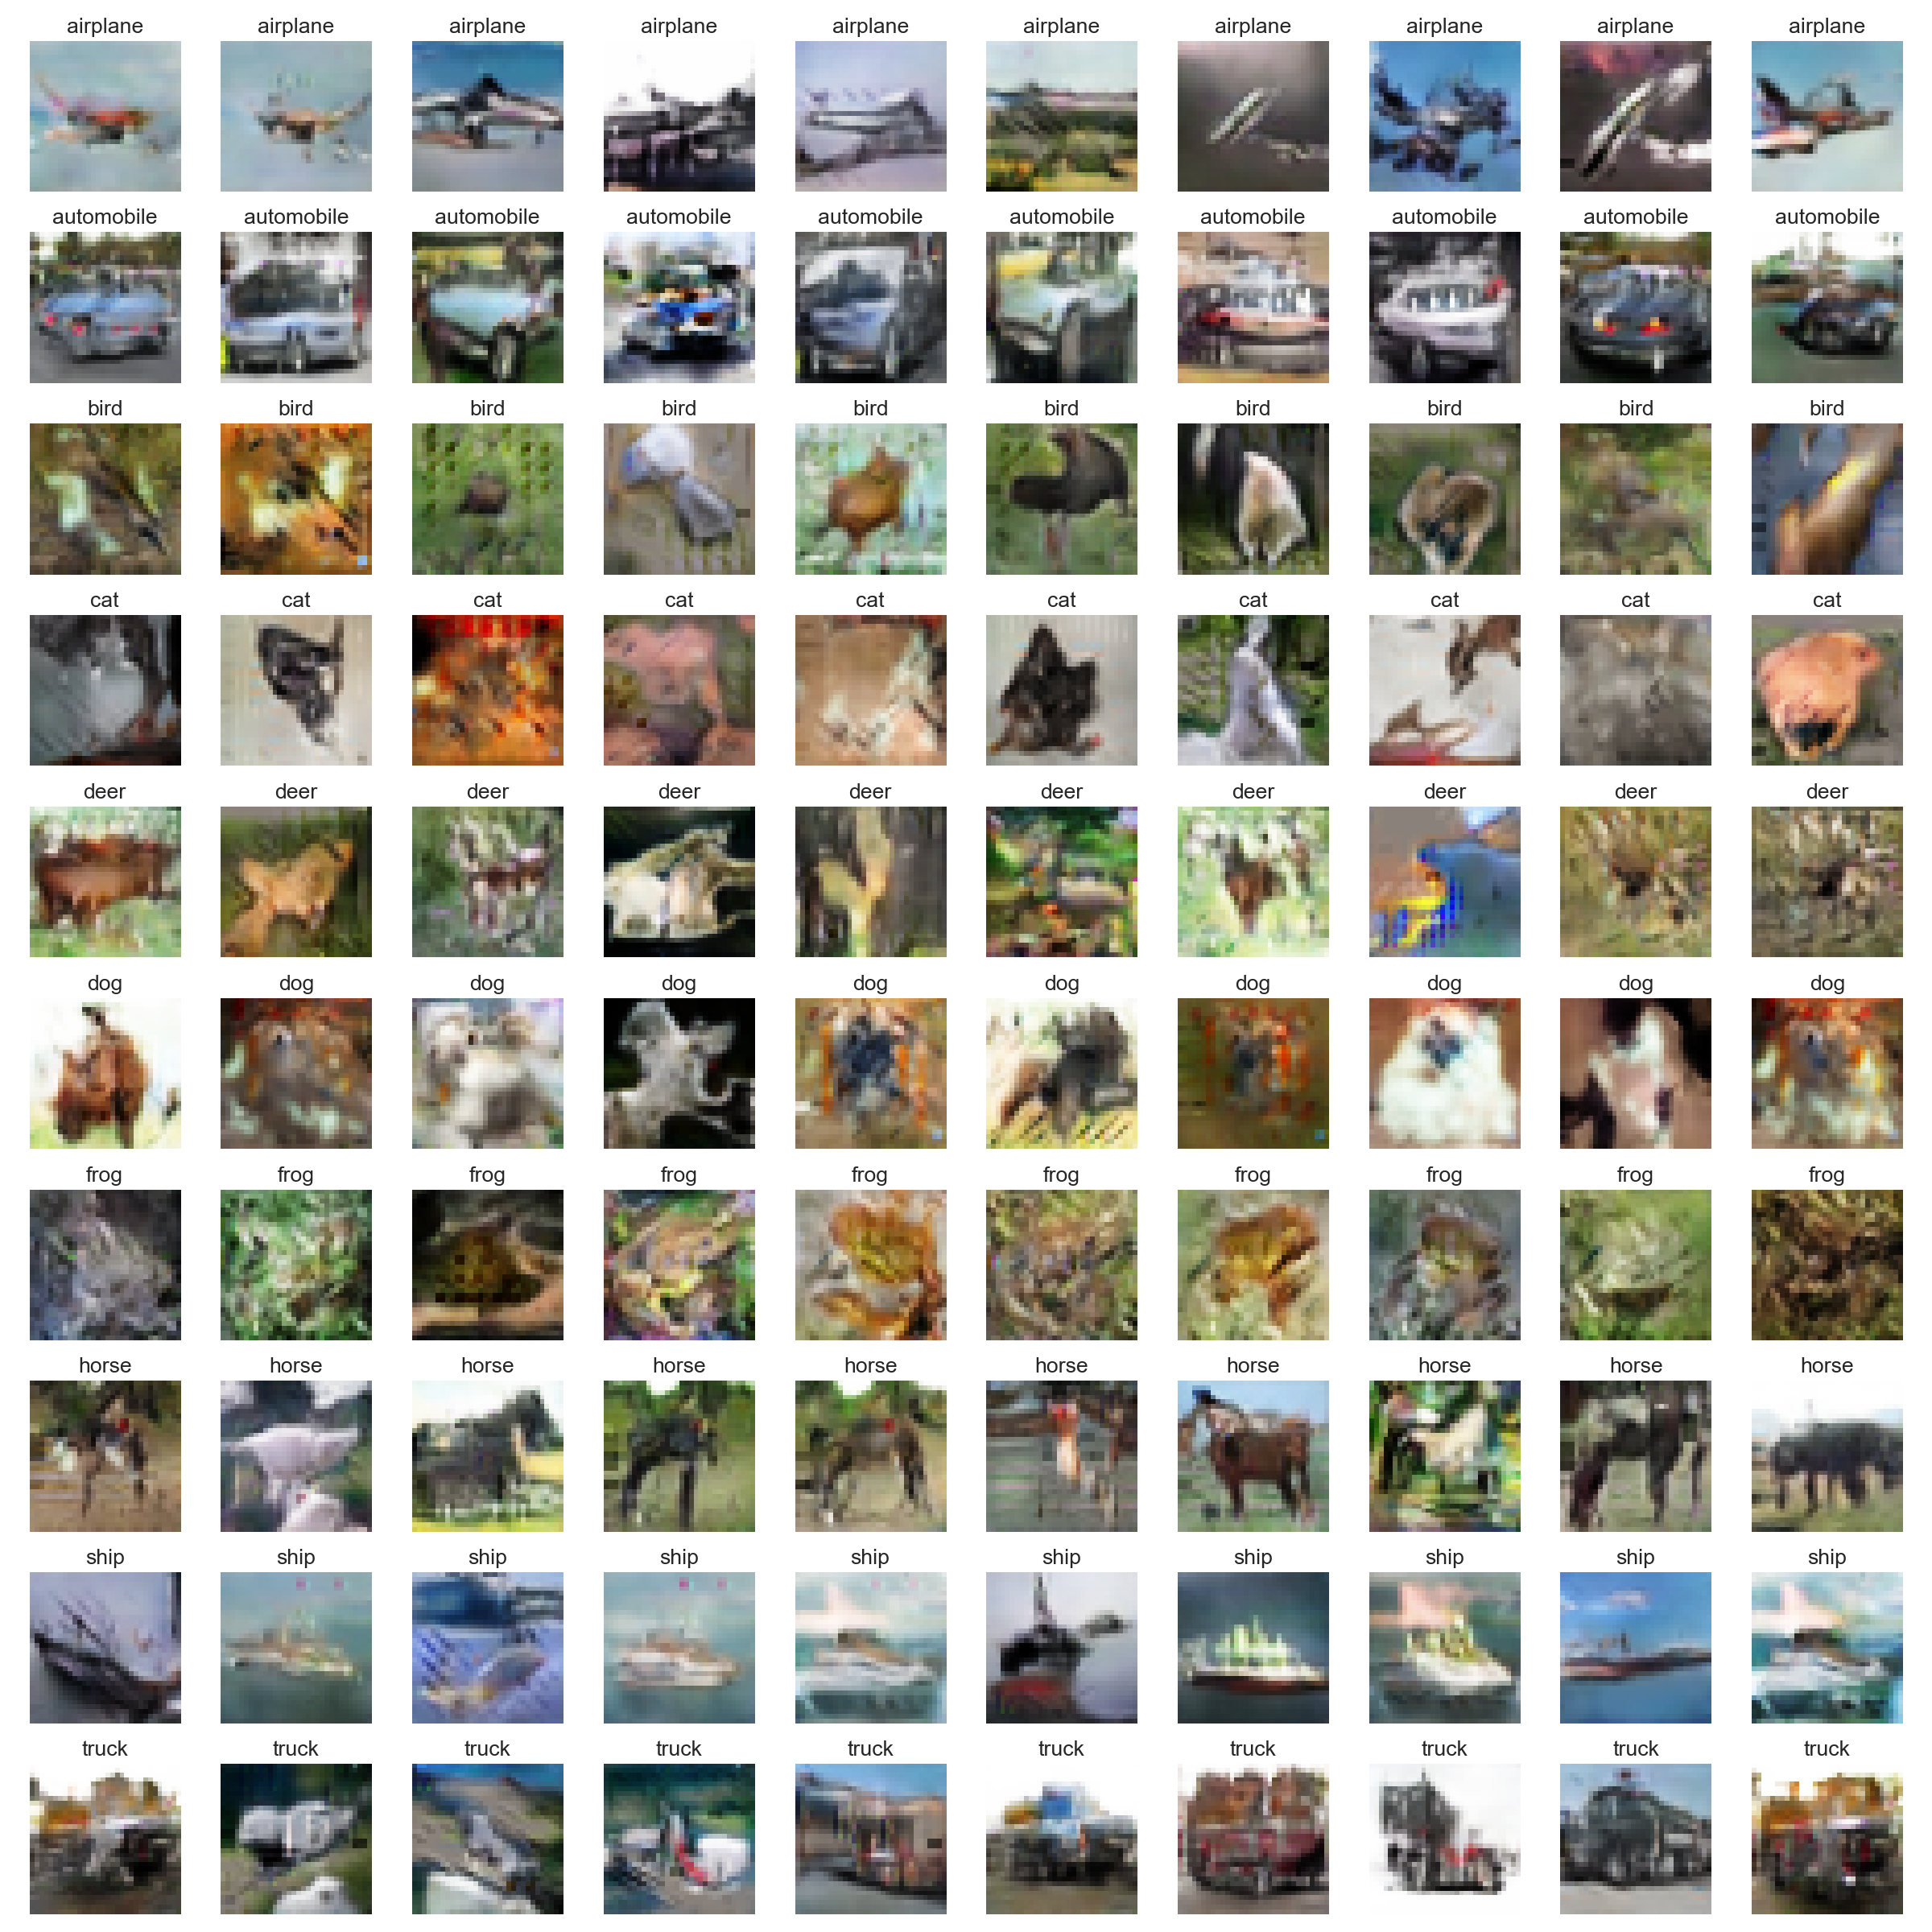 airplane airplane airplane airplane airplane airplane airplane airplane airplane airplane
automobile automobile automobile automobile automobile automobile automobile automobile automobile automobile
bird bird bird bird bird bird bird bird bird bird
cat cat cat cat cat cat cat cat cat cat
deer deer deer deer deer deer deer deer deer deer
dog dog dog dog dog dog dog dog dog dog
frog frog frog frog frog frog frog frog frog frog
horse horse horse horse horse horse horse horse horse horse
ship ship ship ship ship ship ship ship ship ship
truck truck truck truck truck truck truck truck truck truck